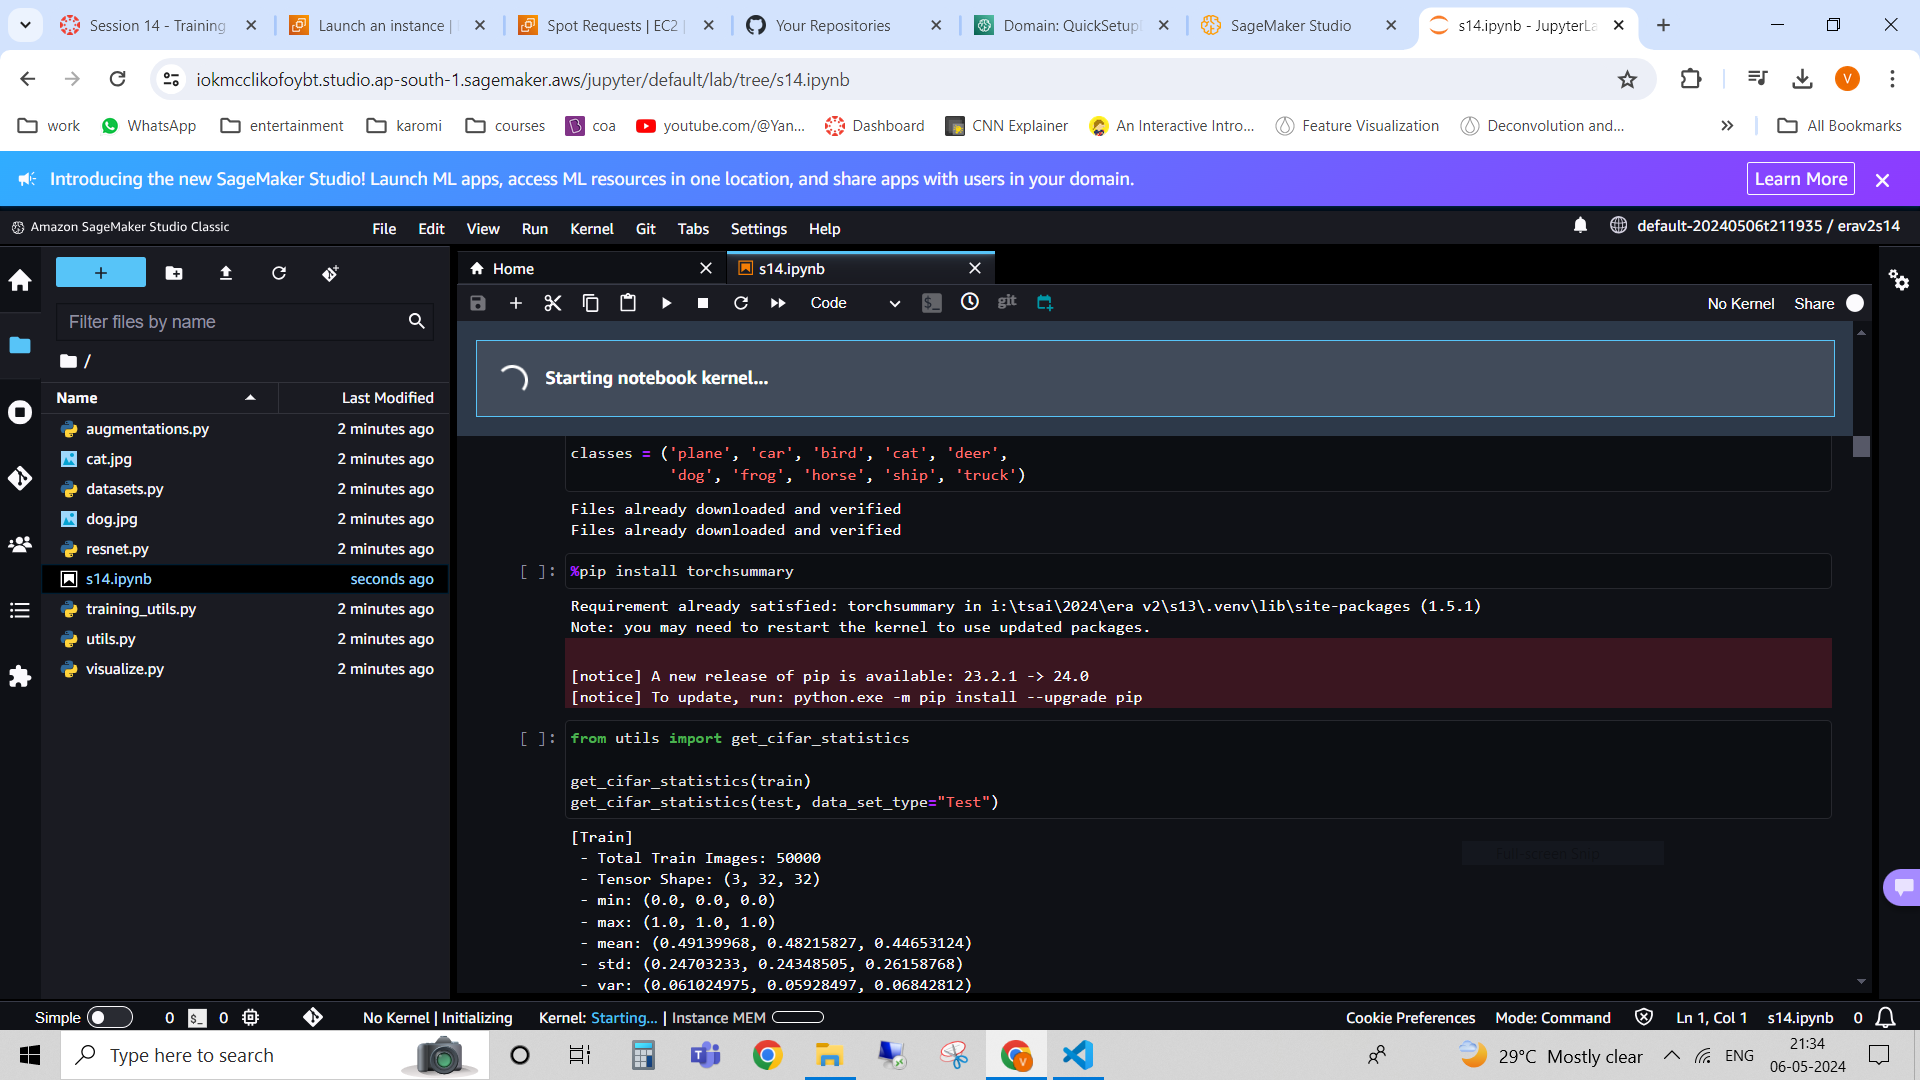 Session 14 - Training
Launch an instance |
Spot Requests | EC2 |
Your Repositories
Domain: QuickSetup
SageMaker Studio
s14.ipynb - JupyterLa
iokmcclikofoybt.studio.ap-south-1.sagemaker.aws/jupyter/default/lab/tree/s14.ipynb
V
work
WhatsApp
entertainment
karomi
courses
coa
youtube.com/@Yan...
Dashboard
CNN Explainer
An Interactive Intro...
Feature Visualization
Deconvolution and...
All Bookmarks
Introducing the new SageMaker Studio! Launch ML apps, access ML resources in one location, and share apps with users in your domain.
Learn More
Amazon SageMaker Studio Classic
File Edit View Run Kernel Git Tabs Settings Help
default-20240506t211935 / erav2s14
Home
s14.ipynb
Code
git
No Kernel
Share
Filter files by name
/
Name Last Modified
augmentations.py 2 minutes ago
cat.jpg 2 minutes ago
datasets.py 2 minutes ago
dog.jpg 2 minutes ago
resnet.py 2 minutes ago
s14.ipynb seconds ago
training_utils.py 2 minutes ago
utils.py 2 minutes ago
visualize.py 2 minutes ago
Starting notebook kernel...
classes = ('plane', 'car', 'bird', 'cat', 'deer',
'dog', 'frog', 'horse', 'ship', 'truck')
Files already downloaded and verified
Files already downloaded and verified
[ ]: %pip install torchsummary
Requirement already satisfied: torchsummary in i:\tsai\2024\era v2\s13\.venv\lib\site-packages (1.5.1)
Note: you may need to restart the kernel to use updated packages.
[notice] A new release of pip is available: 23.2.1 -> 24.0
[notice] To update, run: python.exe -m pip install --upgrade pip
[ ]: from utils import get_cifar_statistics
get_cifar_statistics(train)
get_cifar_statistics(test, data_set_type="Test")
[Train]
- Total Train Images: 50000
- Tensor Shape: (3, 32, 32)
- min: (0.0, 0.0, 0.0)
- max: (1.0, 1.0, 1.0)
- mean: (0.49139968, 0.48215827, 0.44653124)
- std: (0.24703233, 0.24348505, 0.26158768)
- var: (0.061024975, 0.05928497, 0.06842812)
Full-screen Snip
Simple 0 $_ 0 No Kernel | Initializing Kernel: Starting... | Instance MEM
Cookie Preferences Mode: Command Ln 1, Col 1 s14.ipynb 0
Type here to search
29°C Mostly clear
ENG
21:34
06-05-2024